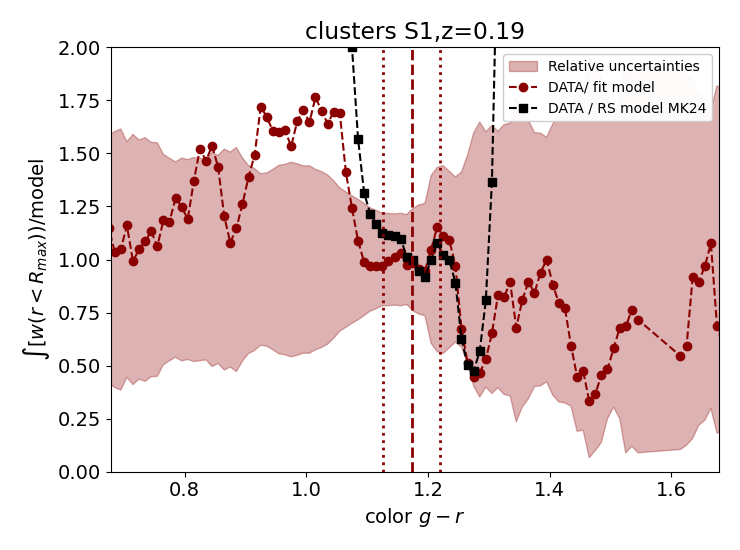 clusters S1,z=0.19
Relative uncertainties
DATA/ fit model
DATA / RS model MK24
2.00
1.75
1.50
1.25
1.00
0.75
0.50
0.25
0.00
∫[w(r < R_{max}))/model
0.8 1.0 1.2 1.4 1.6
color g − r